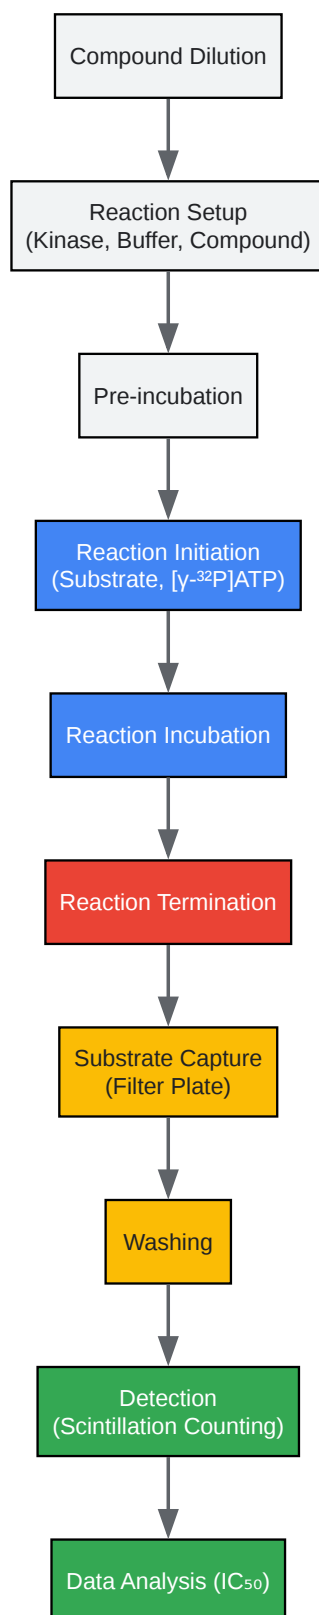 Compound Dilution
Reaction Setup
(Kinase, Buffer, Compound)
Pre-incubation
Reaction Initiation
(Substrate, [γ-³²P]ATP)
Reaction Incubation
Reaction Termination
Substrate Capture
(Filter Plate)
Washing
Detection
(Scintillation Counting)
Data Analysis (IC₅₀)